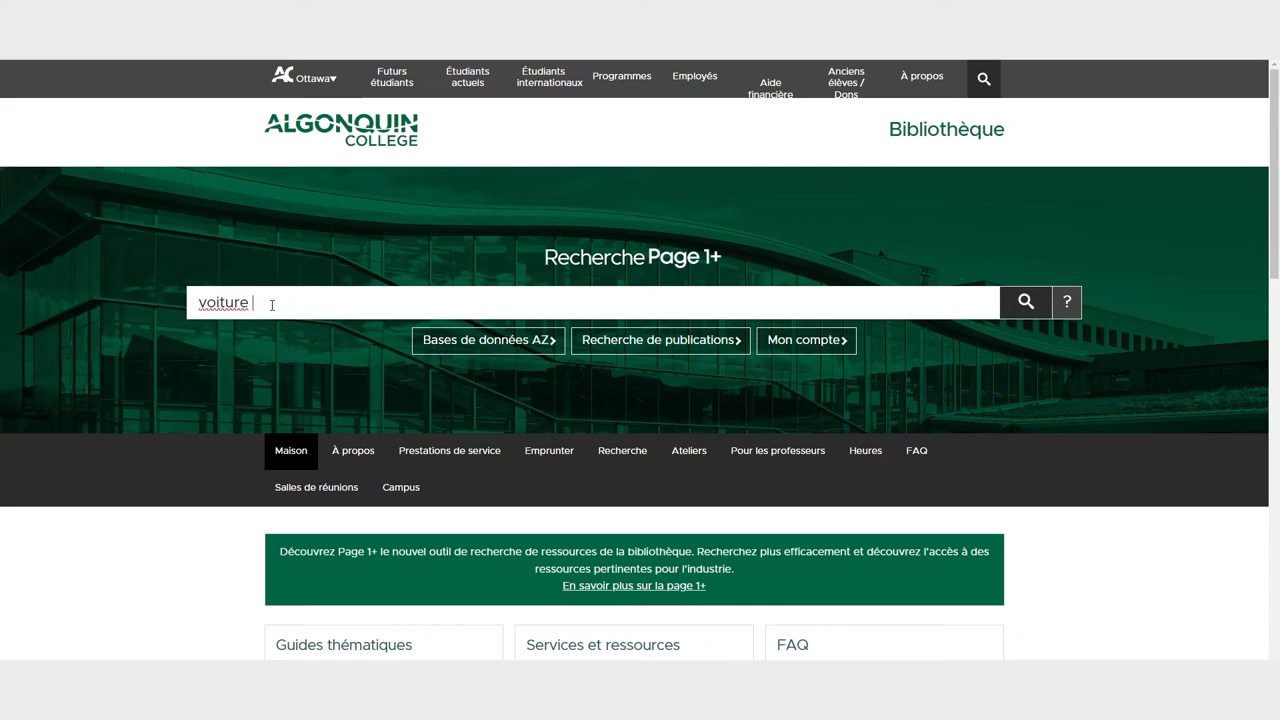 AC Ottawa▾
Futurs étudiants
Étudiants actuels
Étudiants internationaux
Programmes
Employés
Aide financière
Anciens élèves / Dons
À propos
ALGONQUIN
COLLEGE
Bibliothèque
Recherche Page 1+
voiture
?
Bases de données AZ
Recherche de publications
Mon compte
Maison
À propos
Prestations de service
Emprunter
Recherche
Ateliers
Pour les professeurs
Heures
FAQ
Salles de réunions
Campus
Découvrez Page 1+ le nouvel outil de recherche de ressources de la bibliothèque. Recherchez plus efficacement et découvrez l'accès à des
ressources pertinentes pour l'industrie.
En savoir plus sur la page 1+
Guides thématiques
Services et ressources
FAQ